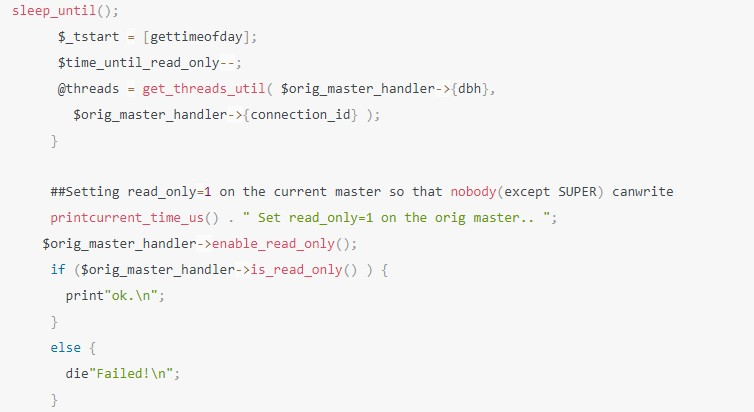 sleep_until();
$_tstart = [gettimeofday];
$time_until_read_only--;
@threads = get_threads_util( $orig_master_handler->{dbh},
$orig_master_handler->{connection_id} );
}
##Setting read_only=1 on the current master so that nobody(except SUPER) canwrite
printcurrent_time_us() . " Set read_only=1 on the orig master.. ";
$orig_master_handler->enable_read_only();
if ($orig_master_handler->is_read_only() ) {
print"ok.\n";
}
else {
die"Failed!\n";
}